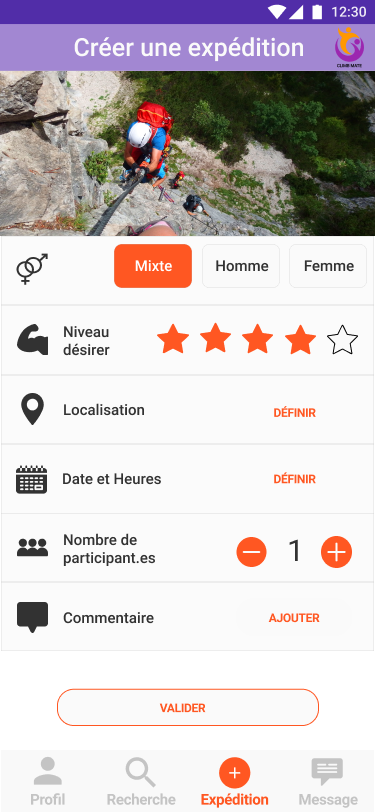 12:30
Créer une expédition
CLIMB MATE
Mixte
Homme
Femme
Niveau
désirer
Localisation
DÉFINIR
Date et Heures
DÉFINIR
Nombre de
participant.es
1
Commentaire
AJOUTER
VALIDER
Profil
Recherche
Expédition
Message